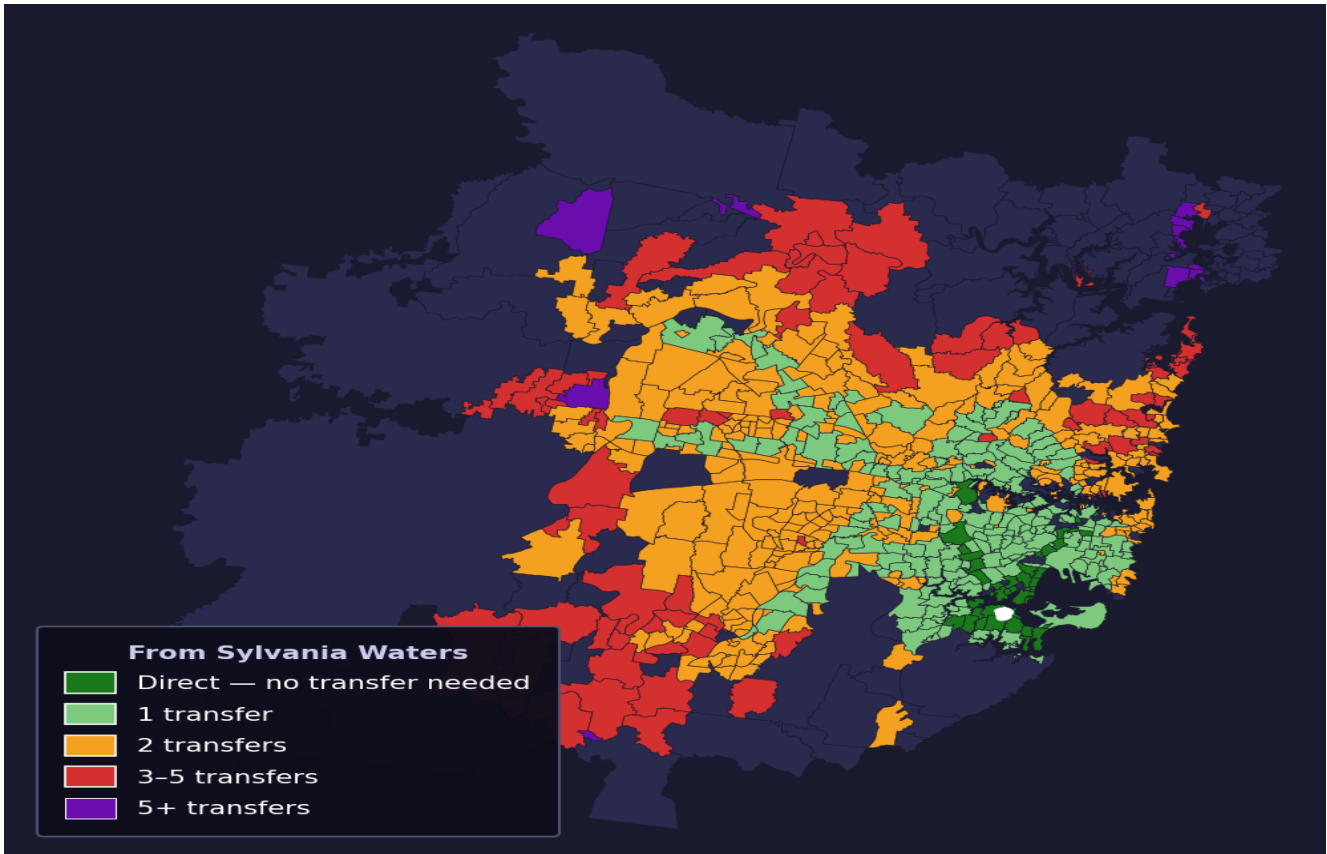 From Sylvania Waters
Direct — no transfer needed
1 transfer
2 transfers
3–5 transfers
5+ transfers